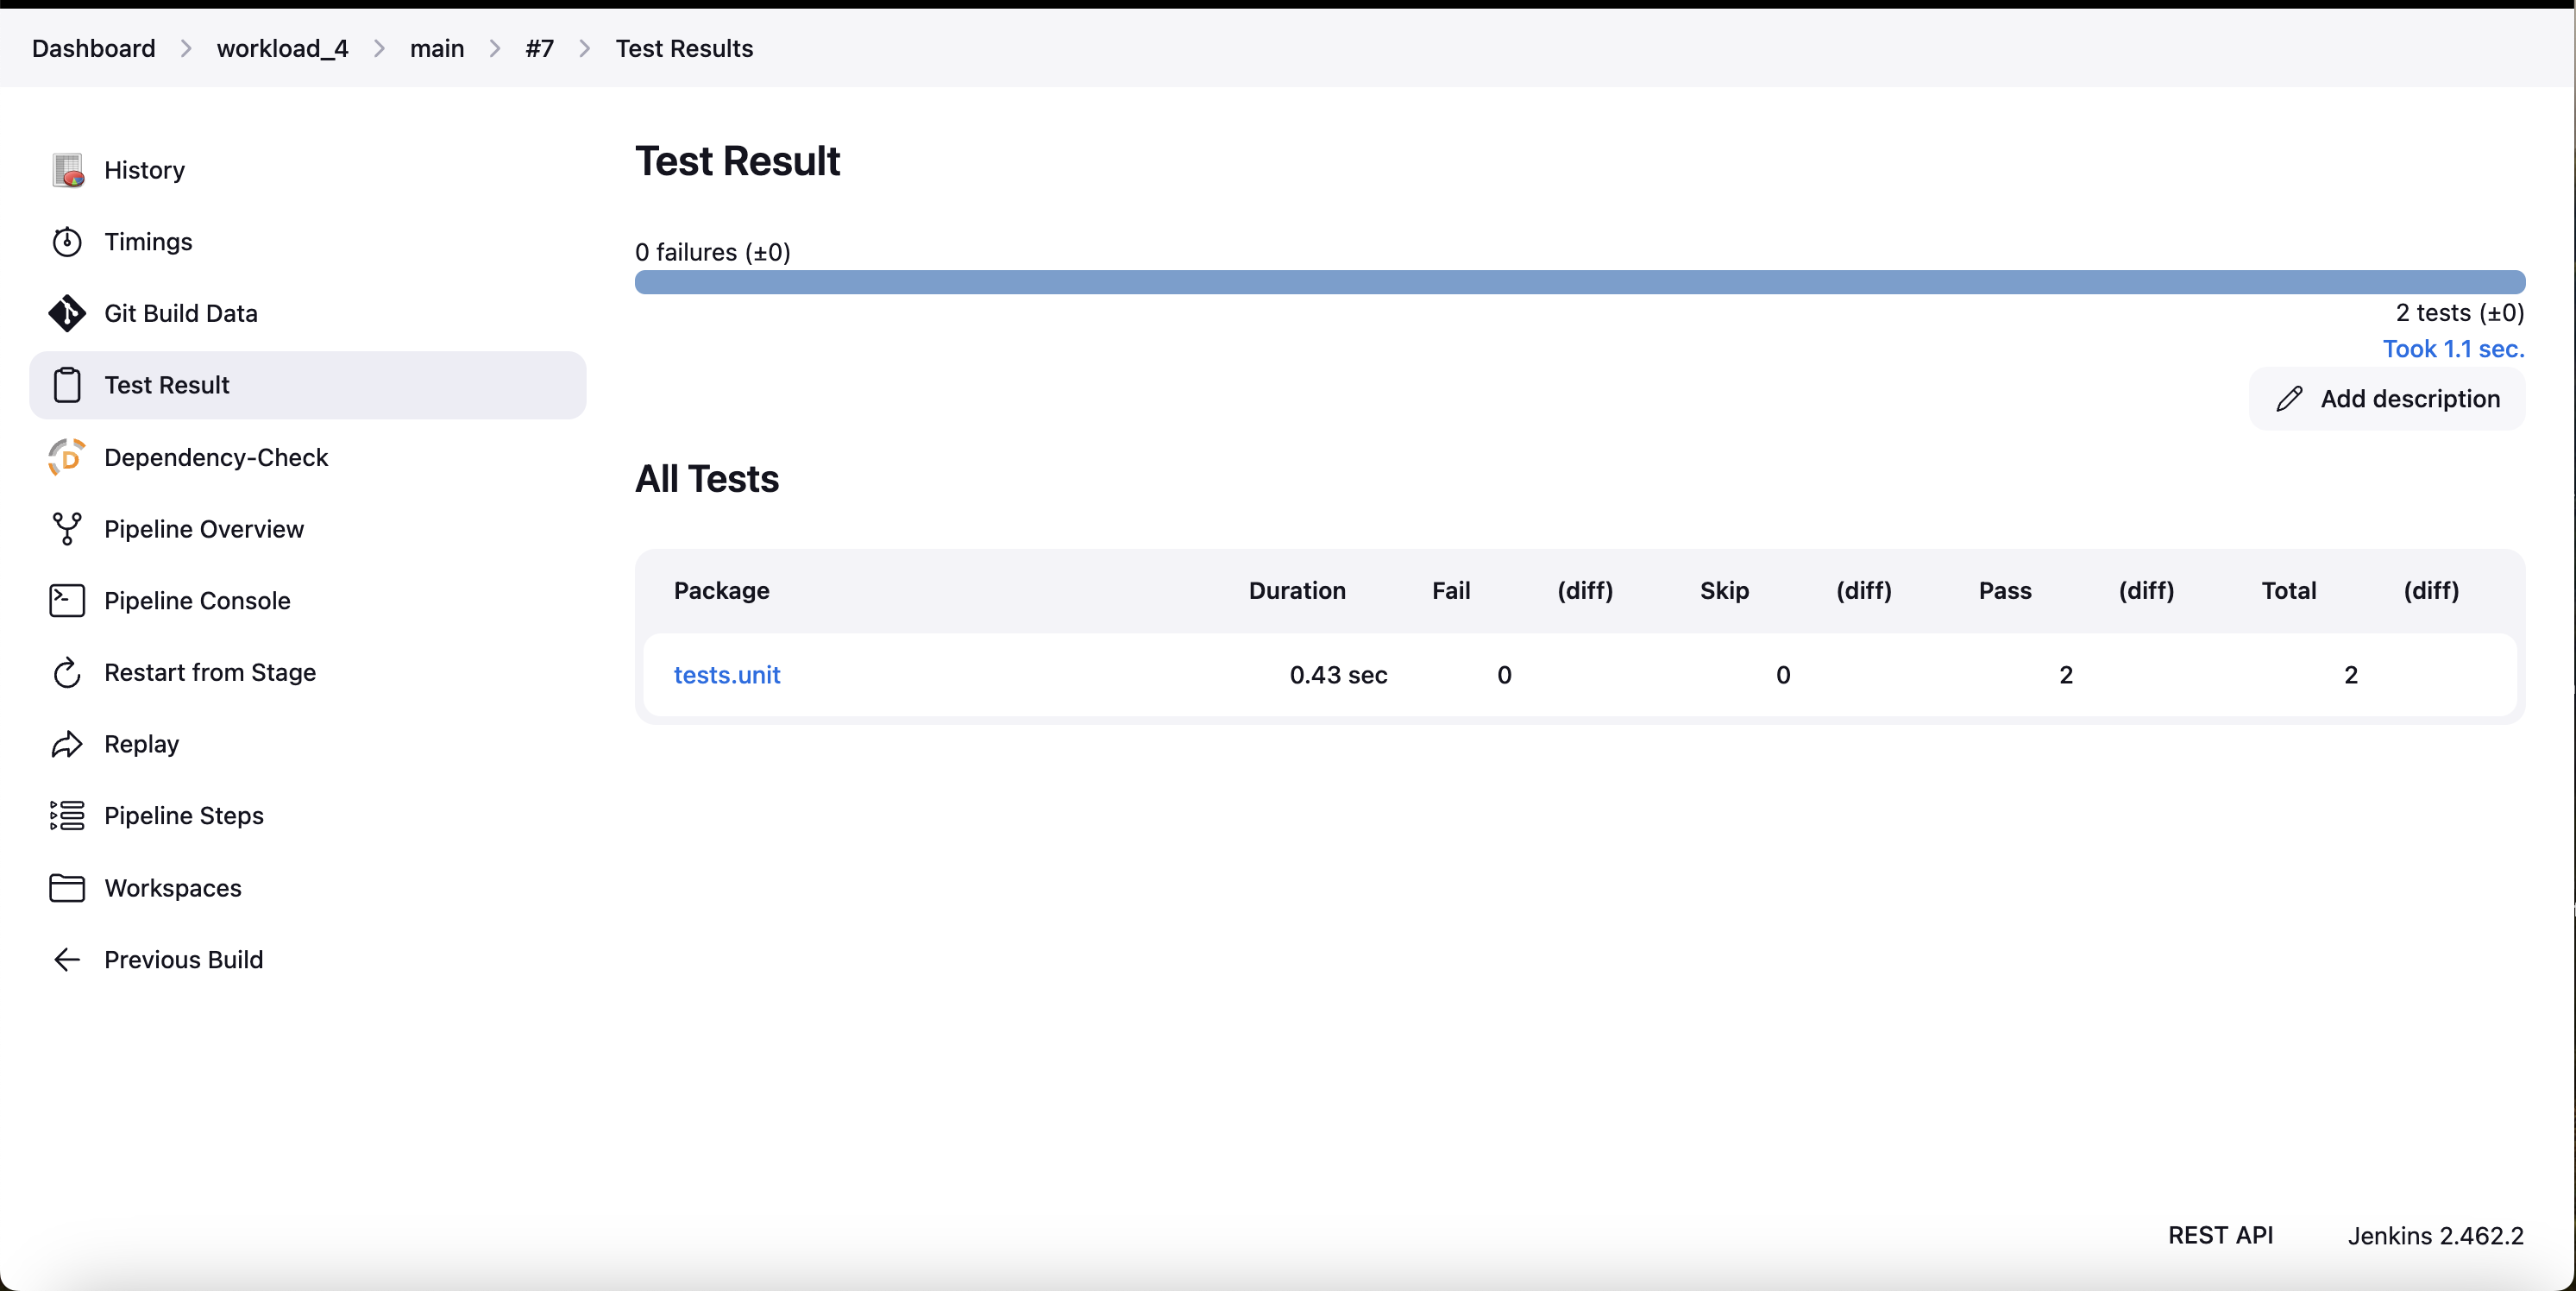 Dashboard > workload_4 > main > #7 > Test Results
History
Timings
Git Build Data
Test Result
Dependency-Check
Pipeline Overview
Pipeline Console
Restart from Stage
Replay
Pipeline Steps
Workspaces
Previous Build
Test Result
0 failures (±0)
2 tests (±0)
Took 1.1 sec.
Add description
All Tests
Package Duration Fail (diff) Skip (diff) Pass (diff) Total (diff)
tests.unit 0.43 sec 0 0 2 2
REST API Jenkins 2.462.2